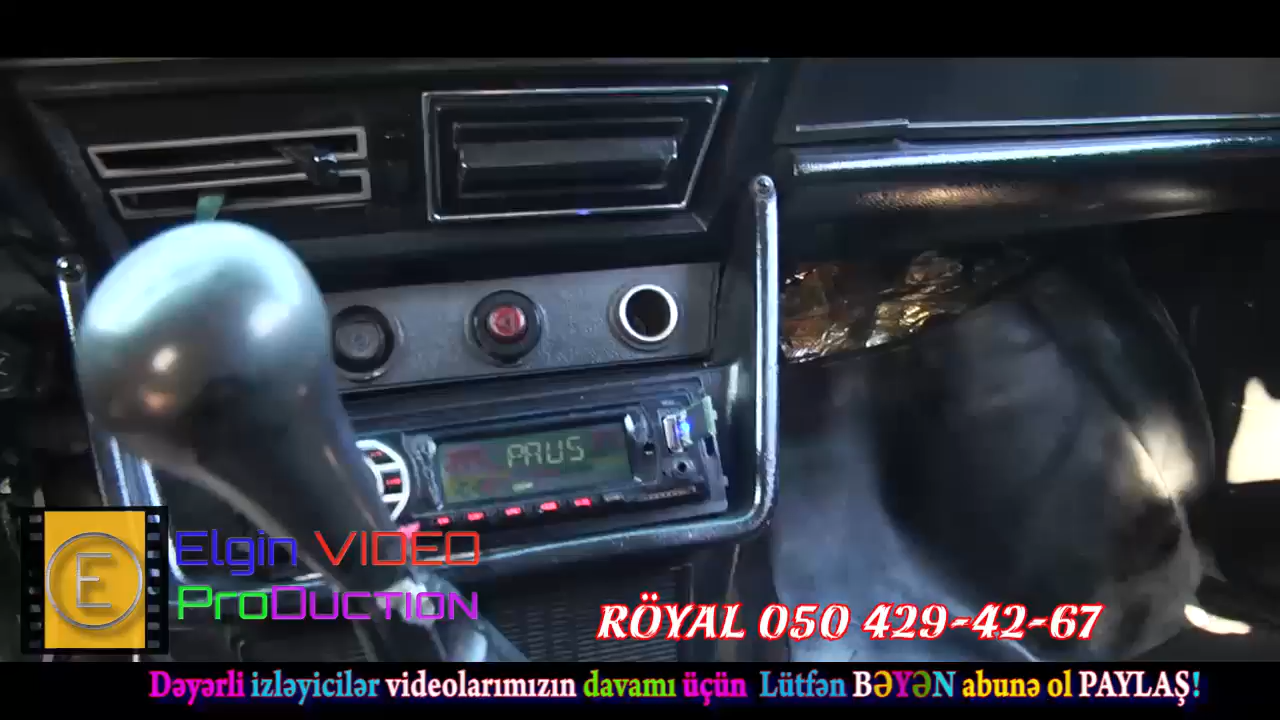 PAUS
Elgin VIDEO
ProDUCTION
E
RÖYAL 050 429-42-67
Dəyərli izləyicilər videolarımızın davamı üçün Lütfən BƏYƏN abunə ol PAYLAŞ!